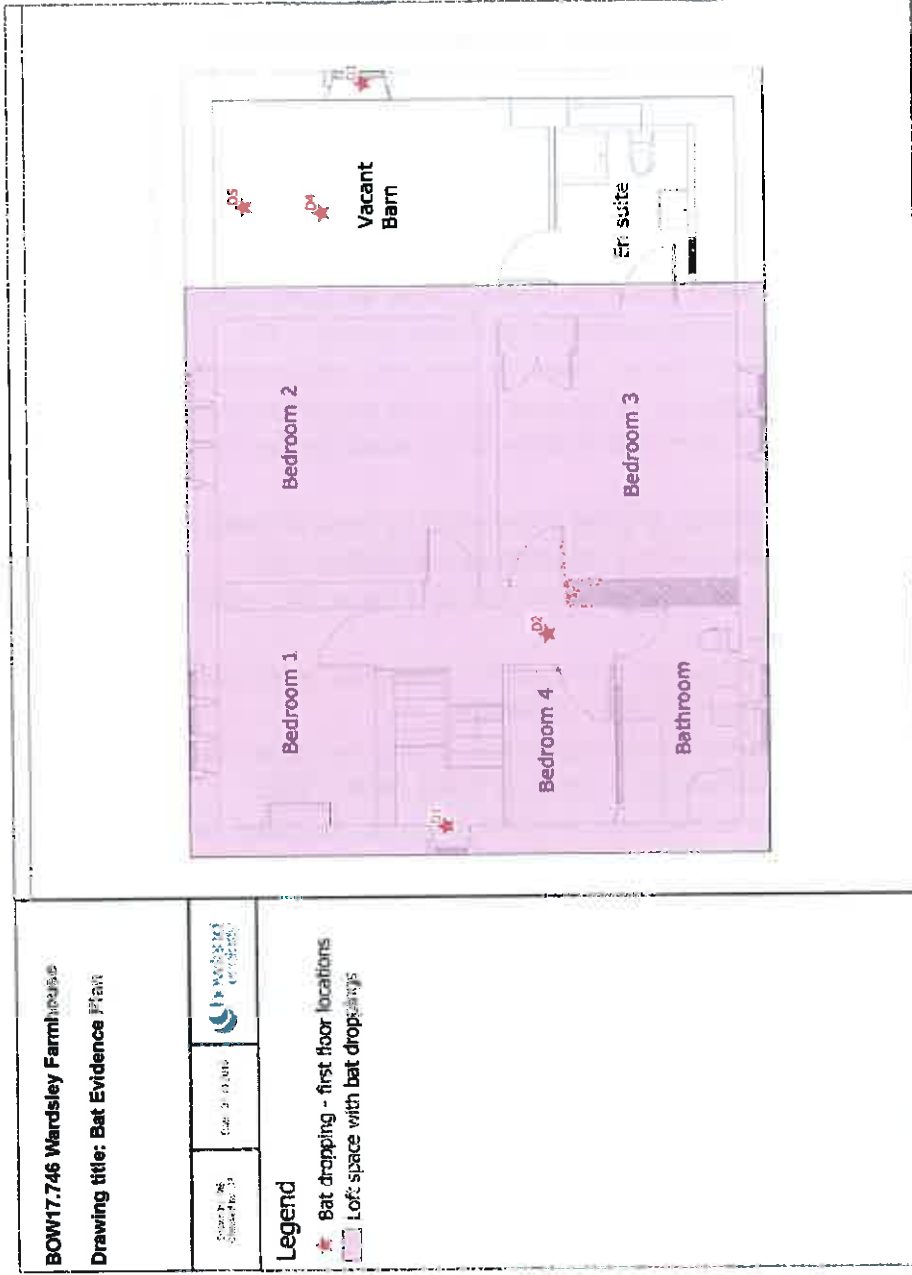 BOW17.746 Wardsley Farmhouse
Drawing title: Bat Evidence Plan
Legend
Bat dropping - first floor locations
Loft space with bat droppings
Bedroom 1
Bedroom 2
Vacant
Barn
D5
D4
D1
D2
Bedroom 4
Bathroom
Bedroom 3
En suite